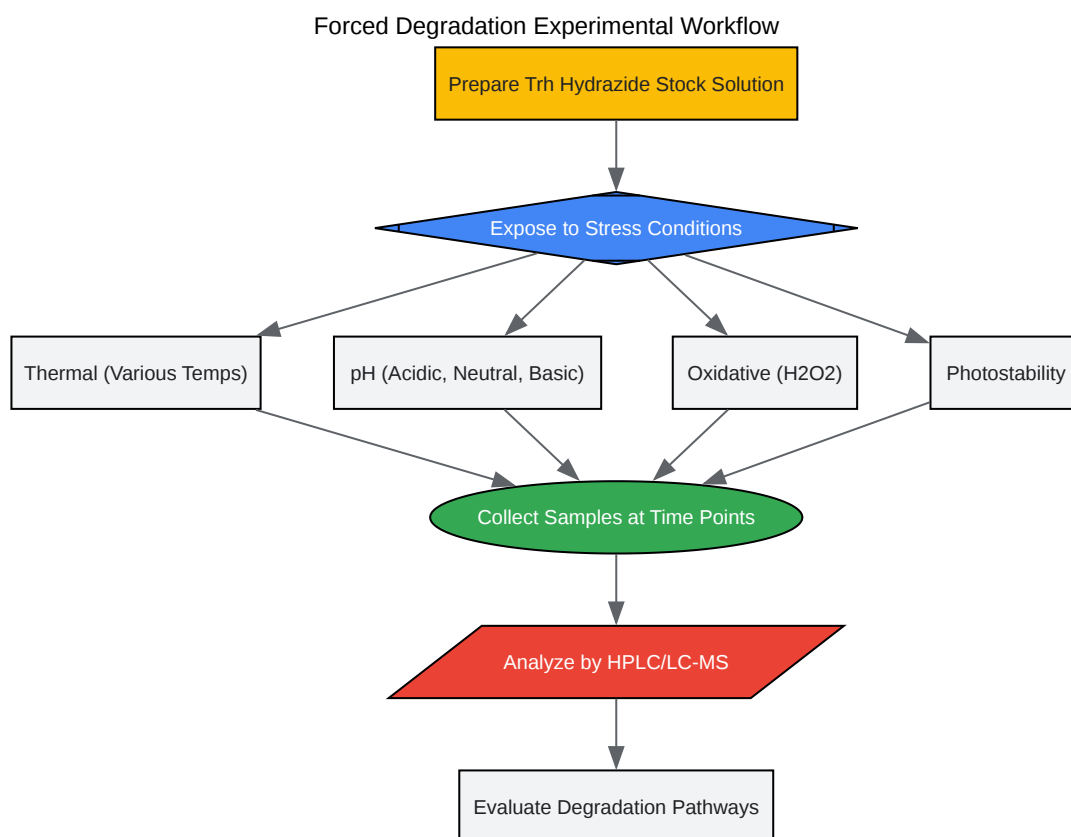 Forced Degradation Experimental Workflow
Prepare Trh Hydrazide Stock Solution
Expose to Stress Conditions
Thermal (Various Temps)
pH (Acidic, Neutral, Basic)
Oxidative (H2O2)
Photostability
Collect Samples at Time Points
Analyze by HPLC/LC-MS
Evaluate Degradation Pathways